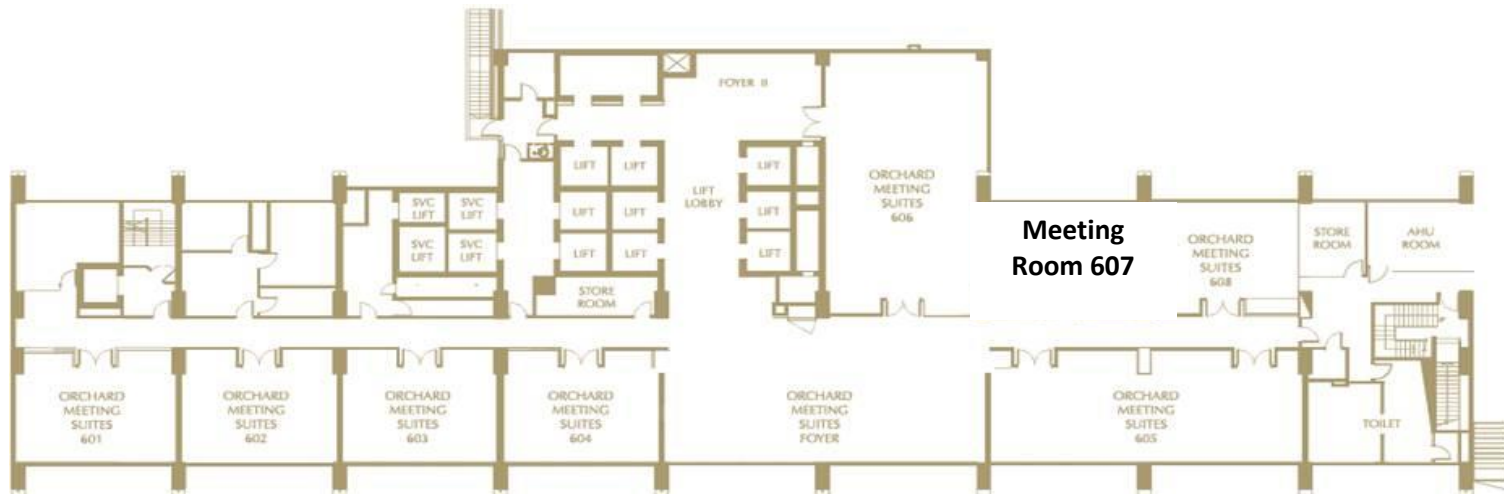 FOYER II
LIFT
LIFT
LIFT
ORCHARD
MEETING
SUITES
606
LIFT
LOBBY
SVC
LIFT
SVC
LIFT
LIFT
LIFT
LIFT
Meeting
Room 607
ORCHARD
MEETING
SUITES
608
STORE
ROOM
AHU
ROOM
SVC
LIFT
SVC
LIFT
LIFT
LIFT
LIFT
STORE
ROOM
ORCHARD
MEETING
SUITES
601
ORCHARD
MEETING
SUITES
602
ORCHARD
MEETING
SUITES
603
ORCHARD
MEETING
SUITES
604
ORCHARD
MEETING
SUITES
FOYER
ORCHARD
MEETING
SUITES
605
TOILET